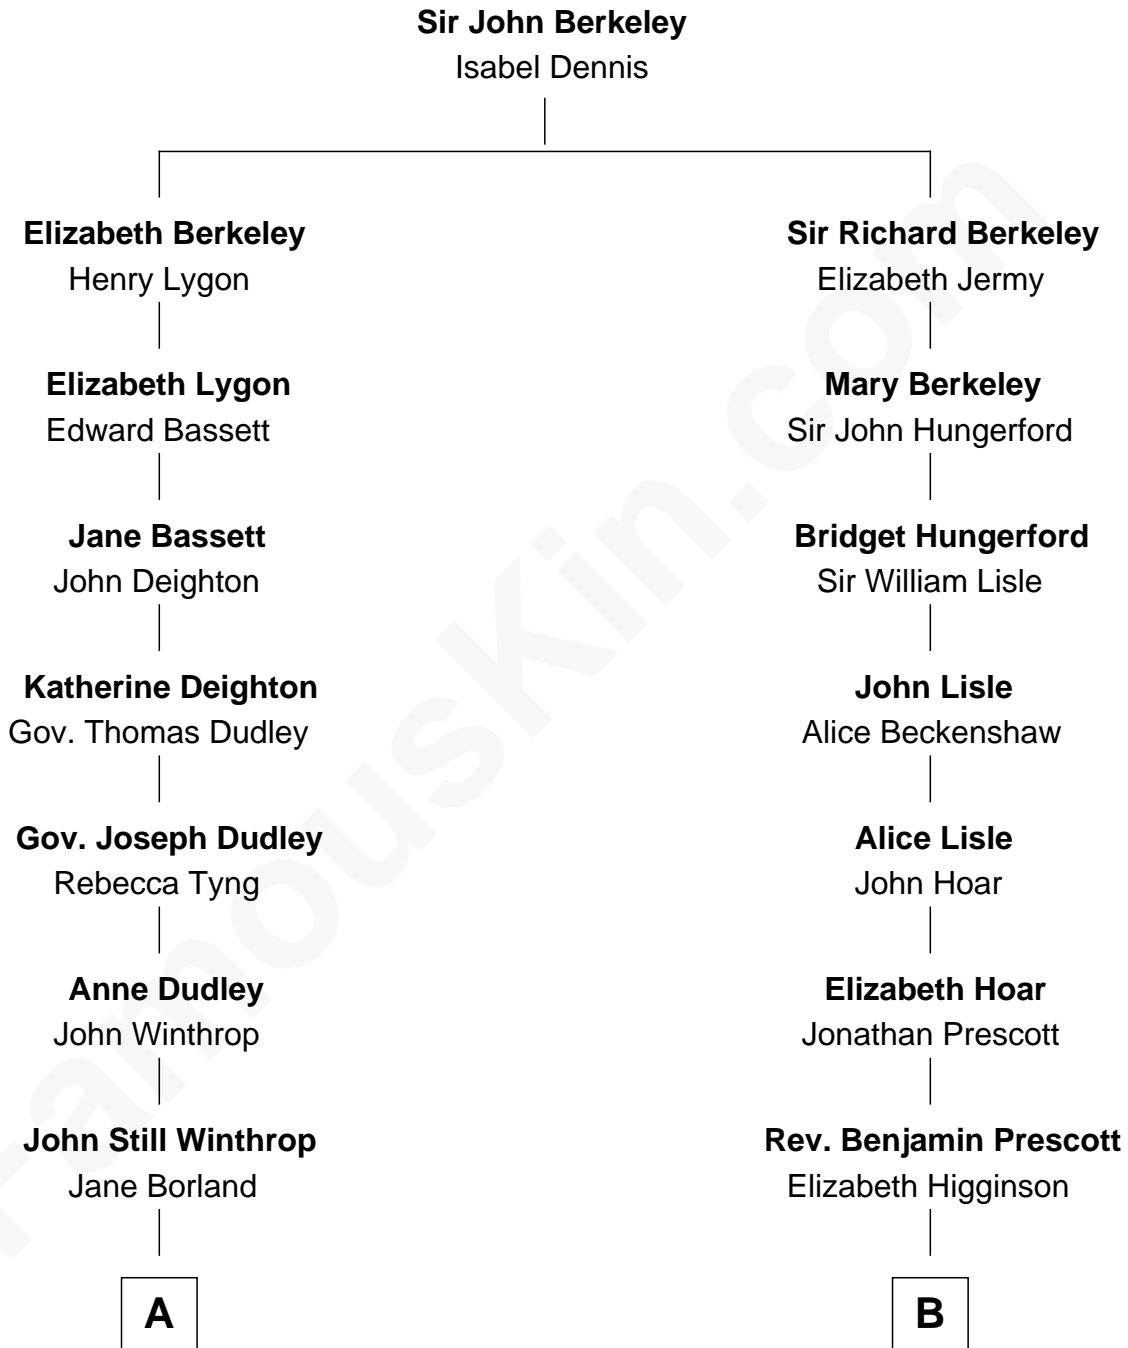 Sir John Berkeley
Isabel Dennis
Elizabeth Berkeley
Henry Lygon
Elizabeth Lygon
Edward Bassett
Jane Bassett
John Deighton
Katherine Deighton
Gov. Thomas Dudley
Gov. Joseph Dudley
Rebecca Tyng
Anne Dudley
John Winthrop
John Still Winthrop
Jane Borland
A
Sir Richard Berkeley
Elizabeth Jermy
Mary Berkeley
Sir John Hungerford
Bridget Hungerford
Sir William Lisle
John Lisle
Alice Beckenshaw
Alice Lisle
John Hoar
Elizabeth Hoar
Jonathan Prescott
Rev. Benjamin Prescott
Elizabeth Higginson
B
FamousKin.com